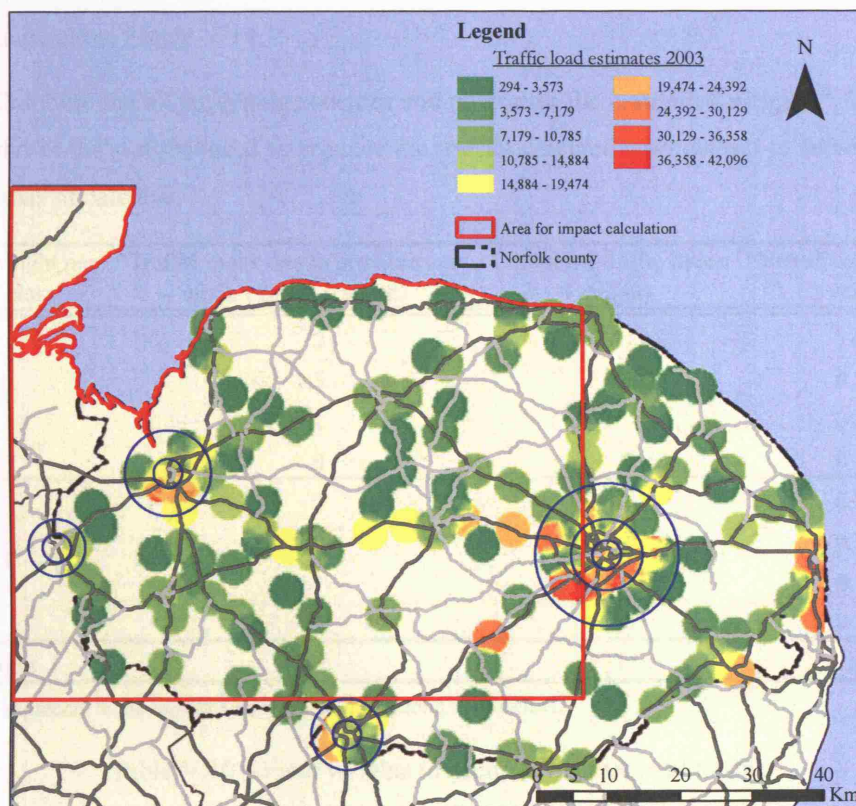 Legend
Traffic load estimates 2003
294 - 3,573
3,573 - 7,179
7,179 - 10,785
10,785 - 14,884
14,884 - 19,474
19,474 - 24,392
24,392 - 30,129
30,129 - 36,358
36,358 - 42,096
Area for impact calculation
Norfolk county
N
0 5 10 20 30 40
Km